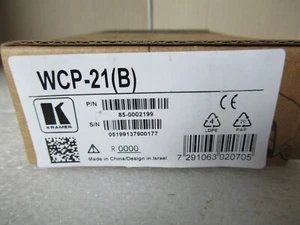 WCP-21(B)
K
KRAMER
P/N
85-0002199
S/N
05199137900177
R 0000
Made in China/Design in Israel
CE
4
LDPE
20
PAP
7 291063 020705